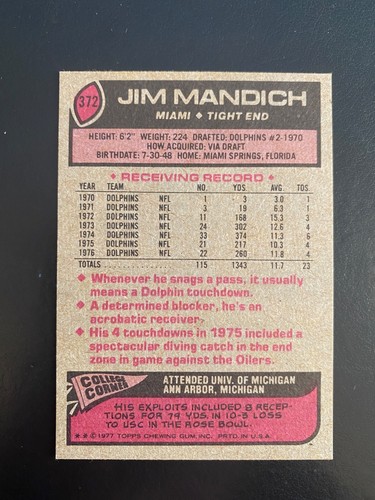 372
JIM MANDICH
MIAMI ◆ TIGHT END
HEIGHT: 6'2" WEIGHT: 224 DRAFTED: DOLPHINS #2-1970
HOW ACQUIRED: VIA DRAFT
BIRTHDATE: 7-30-48 HOME: MIAMI SPRINGS, FLORIDA
◆ RECEIVING RECORD ◆
YEAR TEAM NO. YDS. AVG. TDS
1970 DOLPHINS NFL 1 3 3.0 1
1971 DOLPHINS NFL 3 19 6.3 1
1972 DOLPHINS NFL 11 168 15.3 3
1973 DOLPHINS NFL 24 302 12.6 4
1974 DOLPHINS NFL 33 374 11.3 6
1975 DOLPHINS NFL 21 217 10.3 4
1976 DOLPHINS NFL 22 260 11.8 4
TOTALS 115 1343 11.7 23
◆ Whenever he snags a pass, it usually
means a Dolphin touchdown.
◆ A determined blocker, he's an
acrobatic receiver.
◆ His 4 touchdowns in 1975 included a
spectacular diving catch in the end
zone in game against the Oilers.
COLLEGE
CORNER
ATTENDED UNIV. OF MICHIGAN
ANN ARBOR, MICHIGAN
HIS EXPLOITS INCLUDED 8 RECEP-
TIONS FOR 79 YDS. IN 10-3 LOSS
TO USC IN THE ROSE BOWL.
** © 1977 TOPPS CHEWING GUM, INC. PRTD. IN U.S.A.